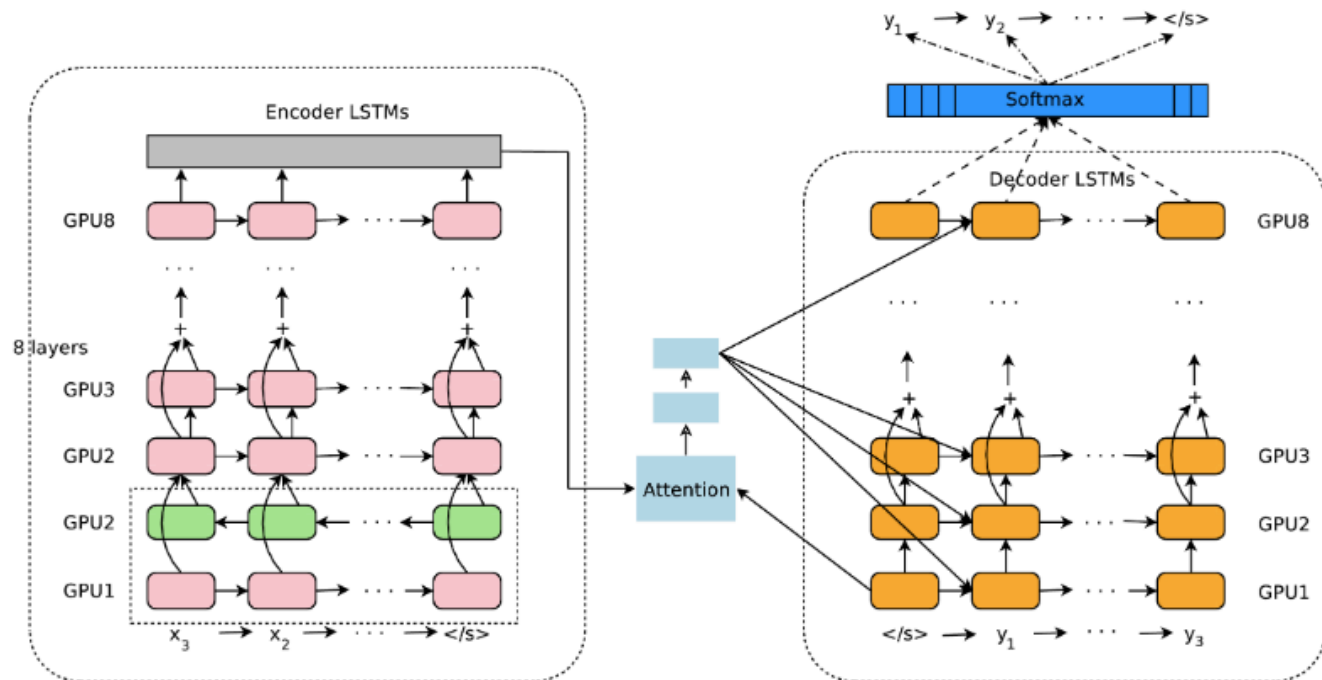 y1 y2 · · · </s>
Softmax
Encoder LSTMs
Decoder LSTMs
GPU8 · · ·
· · · GPU8
· · · · · · · · ·
· · · · · · · · ·
+ + +
8 layers
GPU3 · · ·
+ + +
GPU2 · · ·
· · · GPU3
Attention
GPU2 · · ·
· · · GPU2
GPU1 · · ·
· · · GPU1
x3 x2 · · · </s>
</s> y1 · · · y3